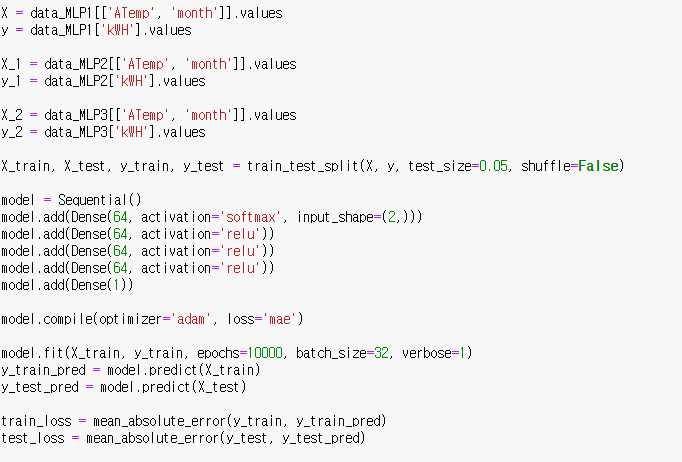 X = data_MLP1[['ATemp', 'month']].values
y = data_MLP1['kWH'].values
X_1 = data_MLP2[['ATemp', 'month']].values
y_1 = data_MLP2['kWH'].values
X_2 = data_MLP3[['ATemp', 'month']].values
y_2 = data_MLP3['kWH'].values
X_train, X_test, y_train, y_test = train_test_split(X, y, test_size=0.05, shuffle=False)
model = Sequential()
model.add(Dense(64, activation='softmax', input_shape=(2,)))
model.add(Dense(64, activation='relu'))
model.add(Dense(64, activation='relu'))
model.add(Dense(64, activation='relu'))
model.add(Dense(1))
model.compile(optimizer='adam', loss='mae')
model.fit(X_train, y_train, epochs=10000, batch_size=32, verbose=1)
y_train_pred = model.predict(X_train)
y_test_pred = model.predict(X_test)
train_loss = mean_absolute_error(y_train, y_train_pred)
test_loss = mean_absolute_error(y_test, y_test_pred)